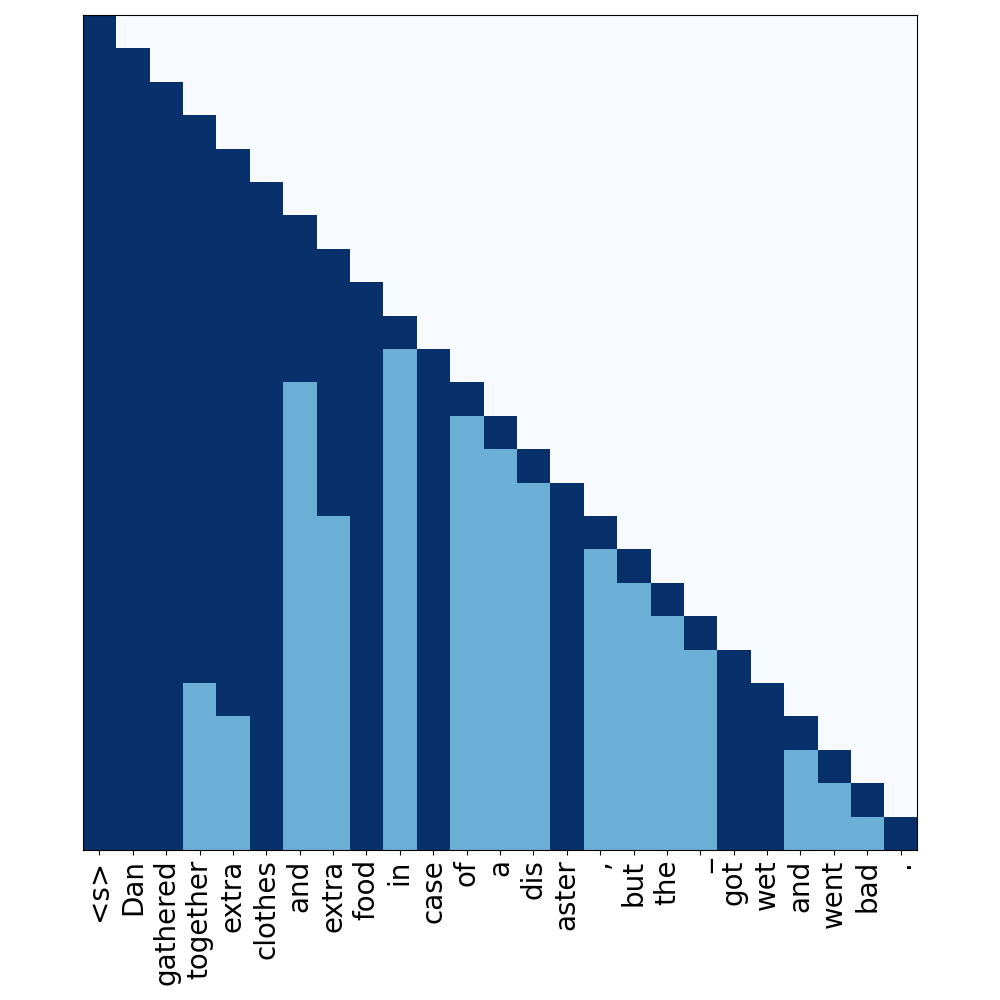 <s>
Dan
gathered
together
extra
clothes
and
extra
food
in
case
of
a
dis
aster
,
but
the
_
got
wet
and
went
bad
.